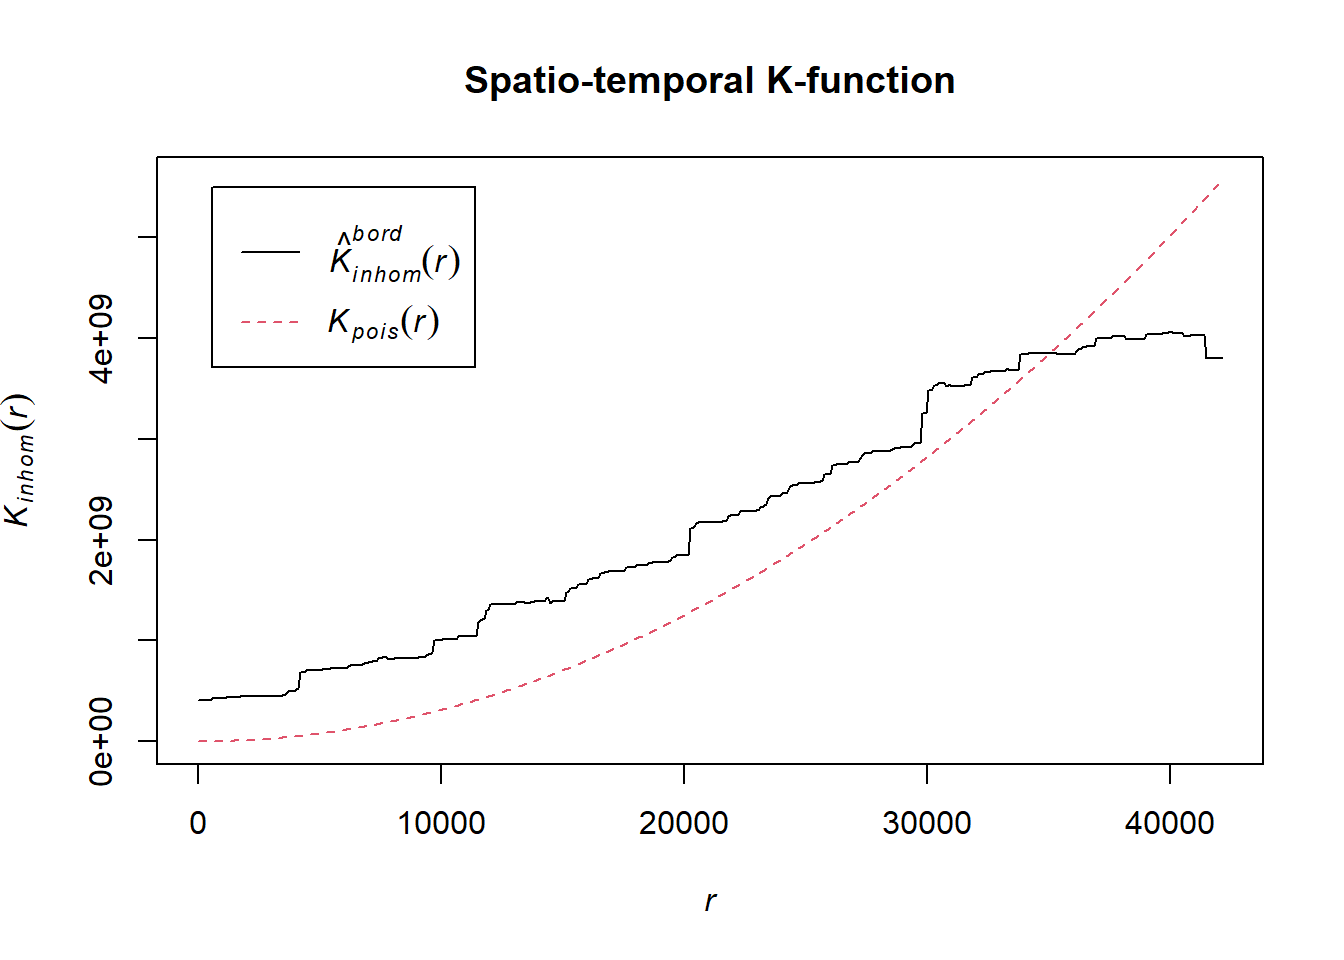 Spatio-temporal K-function
K̂ᵇᵒʳᵈ_inhom(r)
K_pois(r)
K_inhom(r)
4e+09
2e+09
0e+00
0 10000 20000 30000 40000
r